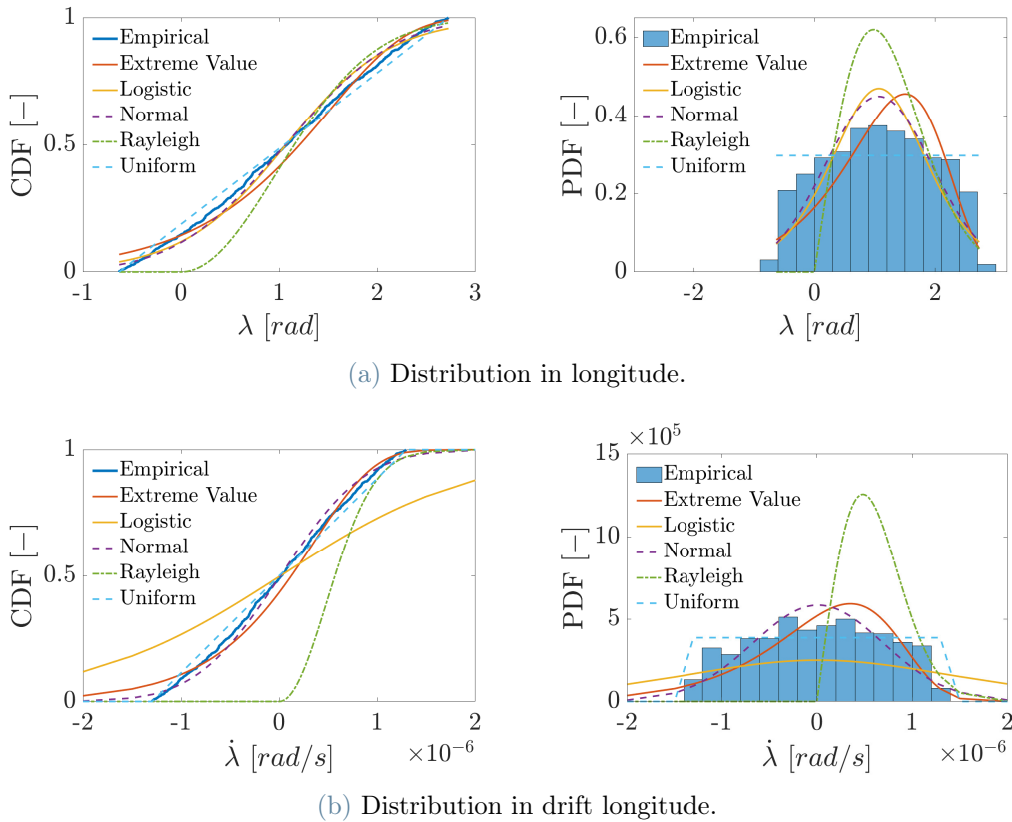 1
0.5
0
CDF [−]
Empirical
Extreme Value
Logistic
Normal
Rayleigh
Uniform
-1 0 1 2 3
λ [rad]
0.6
0.4
0.2
0
PDF [−]
Empirical
Extreme Value
Logistic
Normal
Rayleigh
Uniform
-2 0 2
λ [rad]
(a) Distribution in longitude.
1
0.5
0
CDF [−]
Empirical
Extreme Value
Logistic
Normal
Rayleigh
Uniform
-2 -1 0 1 2
×10⁻⁶
λ̇ [rad/s]
×10⁵
15
10
5
0
PDF [−]
Empirical
Extreme Value
Logistic
Normal
Rayleigh
Uniform
-2 -1 0 1 2
×10⁻⁶
λ̇ [rad/s]
(b) Distribution in drift longitude.